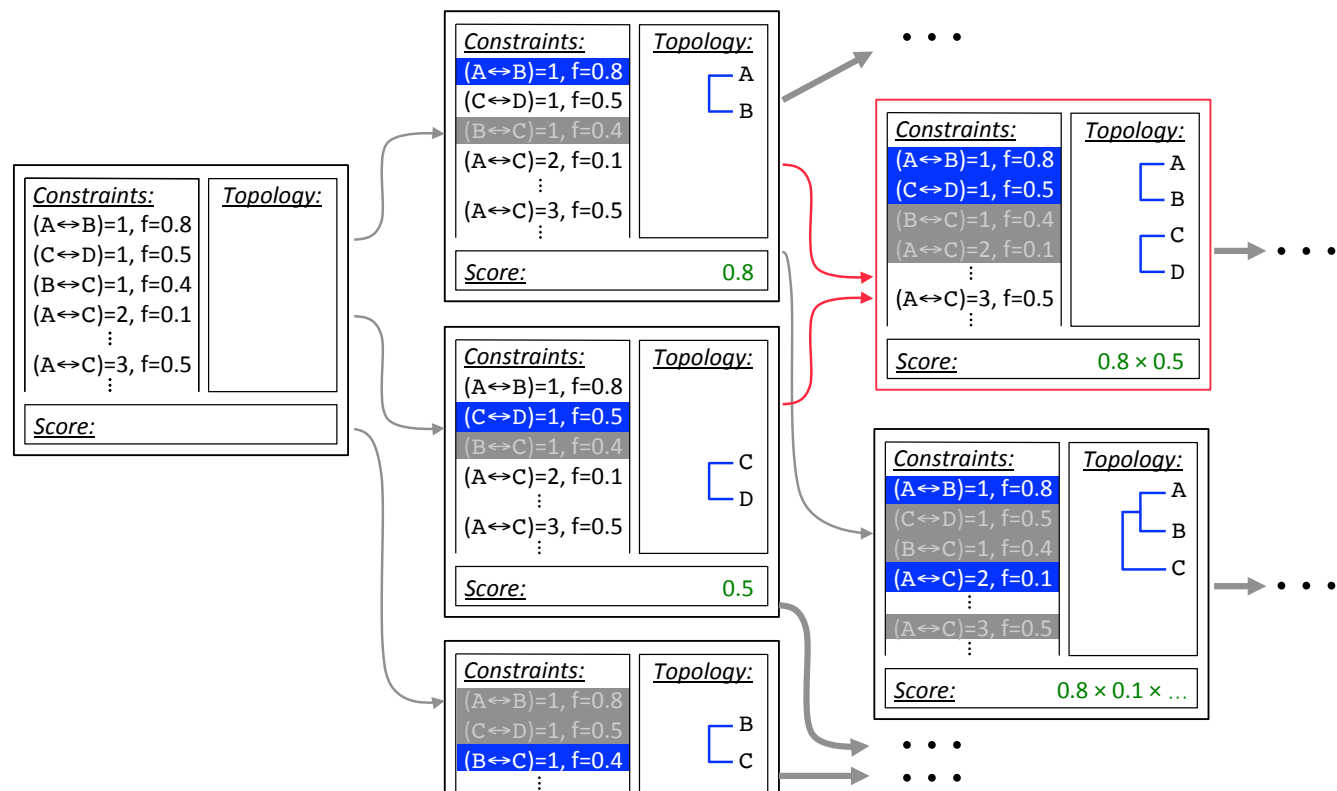 Constraints:
(A↔B)=1, f=0.8
(C↔D)=1, f=0.5
(B↔C)=1, f=0.4
(A↔C)=2, f=0.1
⋮
(A↔C)=3, f=0.5
⋮
Topology:
Score:
Constraints:
(A↔B)=1, f=0.8
(C↔D)=1, f=0.5
(B↔C)=1, f=0.4
(A↔C)=2, f=0.1
⋮
(A↔C)=3, f=0.5
⋮
Topology:
A
B
Score: 0.8
Constraints:
(A↔B)=1, f=0.8
(C↔D)=1, f=0.5
(B↔C)=1, f=0.4
(A↔C)=2, f=0.1
⋮
(A↔C)=3, f=0.5
⋮
Topology:
C
D
Score: 0.5
Constraints:
(A↔B)=1, f=0.8
(C↔D)=1, f=0.5
(B↔C)=1, f=0.4
⋮
Topology:
B
C
• • •
Constraints:
(A↔B)=1, f=0.8
(C↔D)=1, f=0.5
(B↔C)=1, f=0.4
(A↔C)=2, f=0.1
⋮
(A↔C)=3, f=0.5
⋮
Topology:
A
B
C
D
Score: 0.8 × 0.5
• • •
Constraints:
(A↔B)=1, f=0.8
(C↔D)=1, f=0.5
(B↔C)=1, f=0.4
(A↔C)=2, f=0.1
⋮
(A↔C)=3, f=0.5
⋮
Topology:
A
B
C
Score: 0.8 × 0.1 × ...
• • •
• • •
• • •